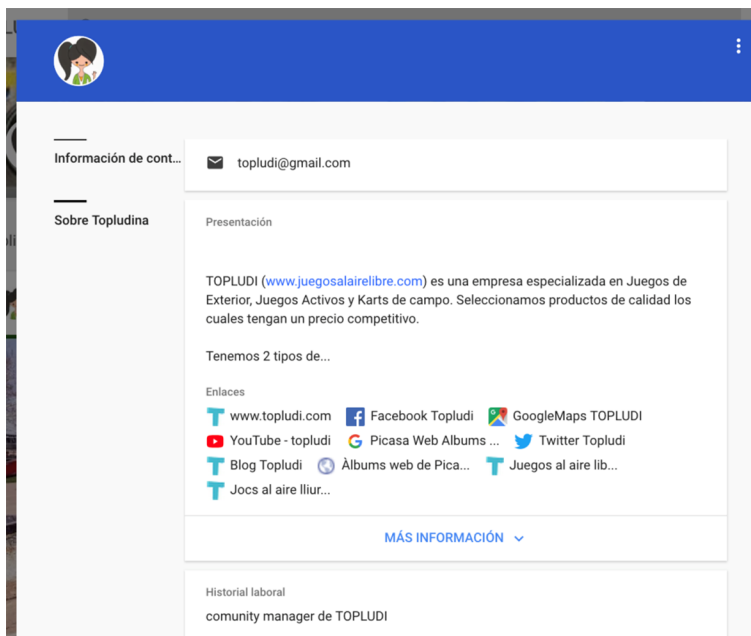 Información de cont...
topludi@gmail.com
Sobre Topludina
Presentación
TOPLUDI (www.juegosalairelibre.com) es una empresa especializada en Juegos de
Exterior, Juegos Activos y Karts de campo. Seleccionamos productos de calidad los
cuales tengan un precio competitivo.
Tenemos 2 tipos de...
Enlaces
www.topludi.com Facebook Topludi GoogleMaps TOPLUDI
YouTube - topludi Picasa Web Albums ... Twitter Topludi
Blog Topludi Àlbums web de Pica... Juegos al aire lib...
Jocs al aire lliur...
MÁS INFORMACIÓN
Historial laboral
comunity manager de TOPLUDI